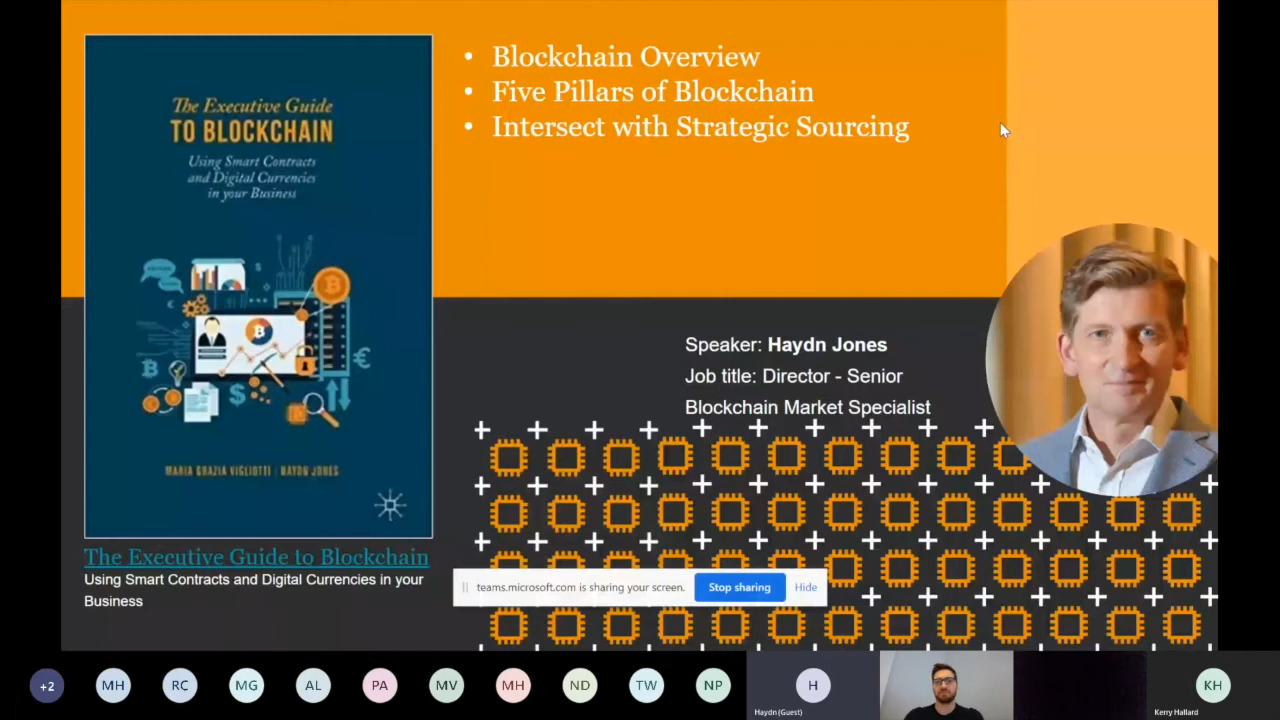 • Blockchain Overview
• Five Pillars of Blockchain
• Intersect with Strategic Sourcing
The Executive Guide
TO BLOCKCHAIN
Using Smart Contracts
and Digital Currencies
in your Business
MARIA GRAZIA VIGLIOTTI | HAYDN JONES
The Executive Guide to Blockchain
Using Smart Contracts and Digital Currencies in your
Business
Speaker: Haydn Jones
Job title: Director - Senior
Blockchain Market Specialist
teams.microsoft.com is sharing your screen.
Stop sharing
Hide
+2
MH
RC
MG
AL
PA
MV
MH
ND
TW
NP
H
Haydn (Guest)
KH
Kerry Hallard